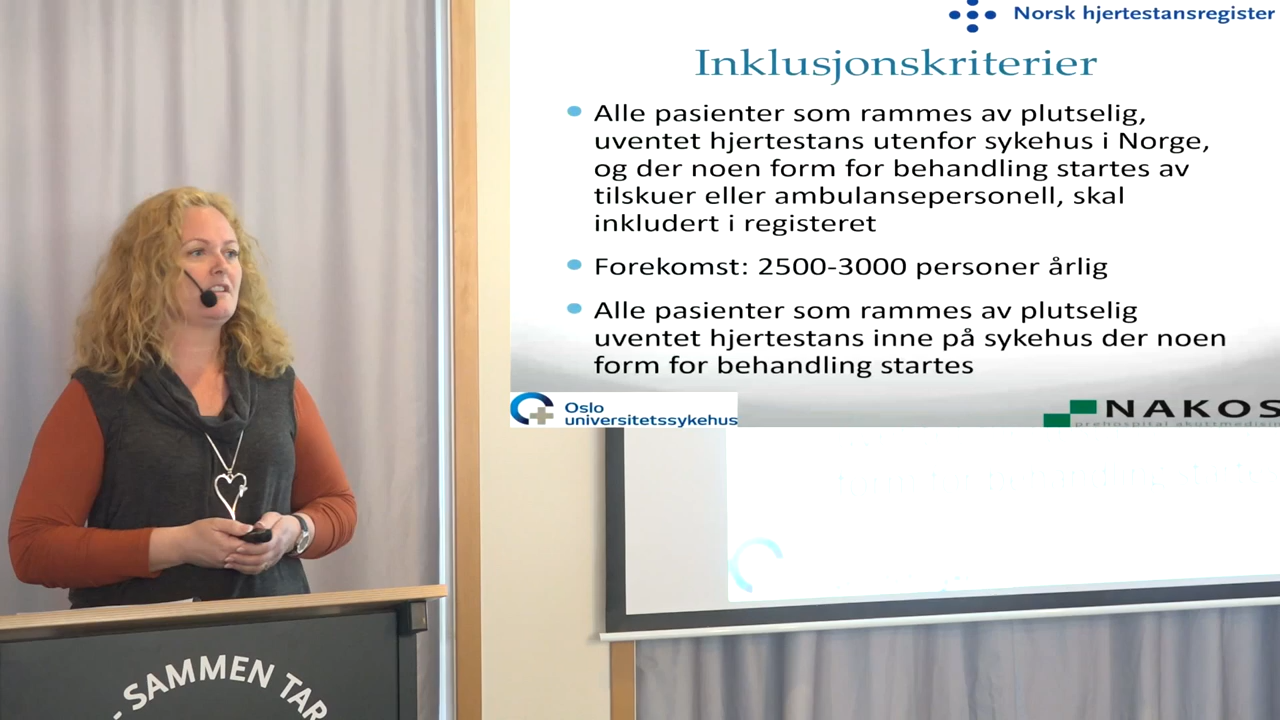 Norsk hjertestansregister
Inklusjonskriterier
Alle pasienter som rammes av plutselig,
uventet hjertestans utenfor sykehus i Norge,
og der noen form for behandling startes av
tilskuer eller ambulansepersonell, skal
inkludert i registeret
Forekomst: 2500-3000 personer årlig
Alle pasienter som rammes av plutselig
uventet hjertestans inne på sykehus der noen
form for behandling startes
Oslo
universitetssykehus
NAKOS
prehospital akuttmedisin
- SAMMEN TAR